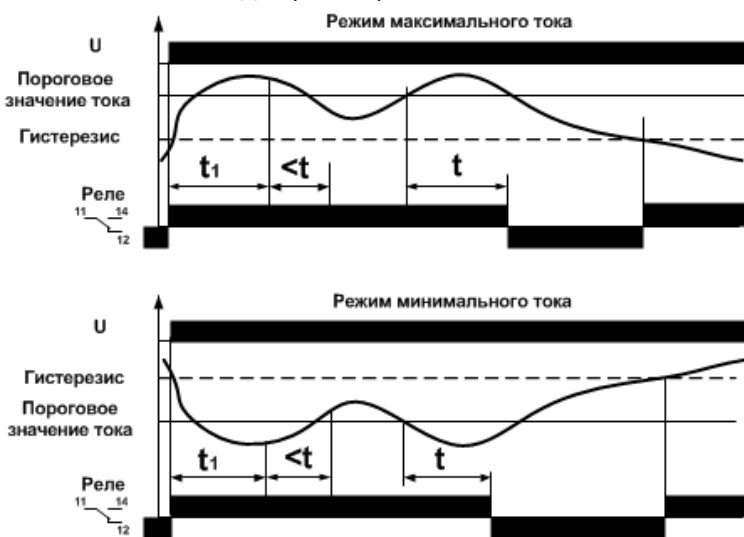 Режим максимального тока
U
Пороговое
значение тока
Гистерезис
t1 <t t
Реле
11 14
12
Режим минимального тока
U
Гистерезис
Пороговое
значение тока
t1 <t t
Реле
11 14
12